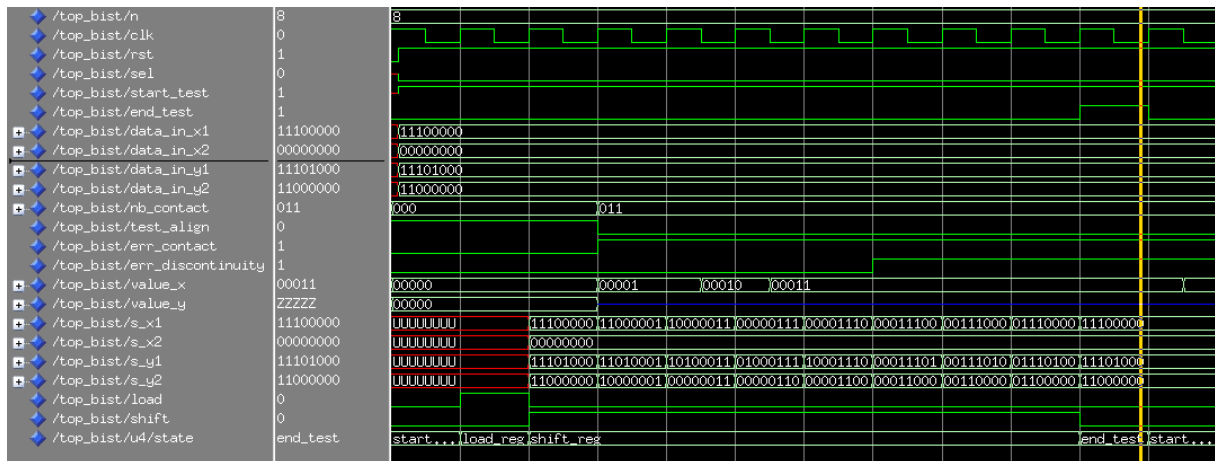 /top_bist/n 8 8
/top_bist/clk 0
/top_bist/rst 1
/top_bist/sel 0
/top_bist/start_test 1
/top_bist/end_test 1
/top_bist/data_in_x1 11100000 11100000
/top_bist/data_in_x2 00000000 00000000
/top_bist/data_in_y1 11101000 11101000
/top_bist/data_in_y2 11000000 11000000
/top_bist/nb_contact 011 000 011
/top_bist/test_align 0
/top_bist/err_contact 1
/top_bist/err_discontinuity 1
/top_bist/value_x 00011 00000 00001 00010 00011
/top_bist/value_y ZZZZZ 00000
/top_bist/s_x1 11100000 UUUUUUUU 11100000 11000001 10000011 00000111 00001110 00011100 00111000 01110000 11100000
/top_bist/s_x2 00000000 UUUUUUUU 00000000
/top_bist/s_y1 11101000 UUUUUUUU 11101000 11010001 10100011 01000111 10001110 00011101 00111010 01110100 11101000
/top_bist/s_y2 11000000 UUUUUUUU 11000000 10000001 00000011 00000110 00001100 00011000 00110000 01100000 11000000
/top_bist/load 0
/top_bist/shift 0
/top_bist/u4/state end_test start... load_reg shift_reg end_test start...